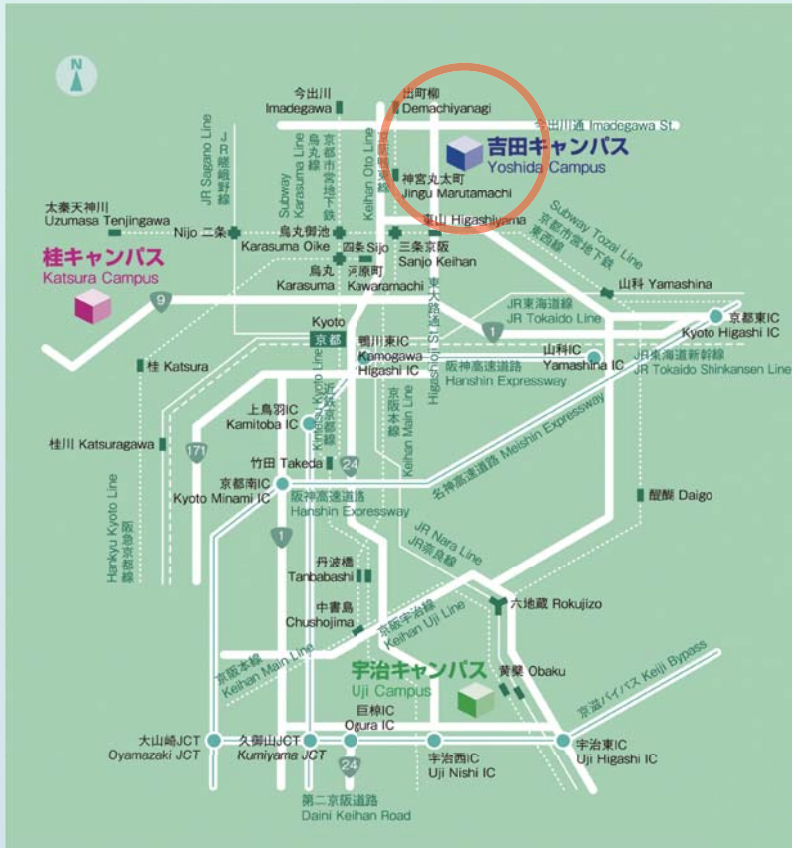 N
今出川
Imadegawa
出町柳
Demachiyanagi
今出川通 Imadegawa St.
JR Sagano Line
JR嵯峨野線
Subway
Karasuma Line
京都市営地下鉄
烏丸線
Keihan Oto Line
吉田キャンパス
Yoshida Campus
神宮丸太町
Jingu Marutamachi
太秦天神川
Uzumasa Tenjingawa
Nijo 二条
烏丸御池
Karasuma Oike
四条 Sijo
三条京阪
Sanjo Keihan
東山 Higashiyama
Subway Tozai Line
京都市営地下鉄
東西線
桂キャンパス
Katsura Campus
烏丸
Karasuma
河原町
Kawaramachi
東大路通
Higashioji St.
山科 Yamashina
9
JR東海道線
JR Tokaido Line
1
京都東IC
Kyoto Higashi IC
Kyoto
京都
鴨川東IC
Kamogawa
Higashi IC
阪神高速道路
Hanshin Expressway
山科IC
Yamashina IC
JR東海道新幹線
JR Tokaido Shinkansen Line
桂 Katsura
上鳥羽IC
Kamitoba IC
Kintetsu Kyoto Line
近鉄京都線
京阪本線
Keihan Main Line
名神高速道路 Meishin Expressway
桂川 Katsuragawa
171
竹田 Takeda
24
京都南IC
Kyoto Minami IC
阪神高速道路
Hanshin Exoressway
醍醐 Daigo
Hankyu Kyoto Line
阪急京都線
1
JR Nara Line
JR奈良線
丹波橋
Tanbabashi
中書島
Chushojima
京阪宇治線
Keihan Uji Line
六地蔵 Rokujizo
京阪本線
Keihan Main Line
宇治キャンパス
Uji Campus
黄檗 Obaku
京滋バイパス Keiji Bypass
巨椋IC
Ogura IC
大山崎JCT
Oyamazaki JCT
久御山JCT
Kumiyama JCT
24
宇治西IC
Uji Nishi IC
宇治東IC
Uji Higashi IC
第二京阪道路
Daini Keihan Road